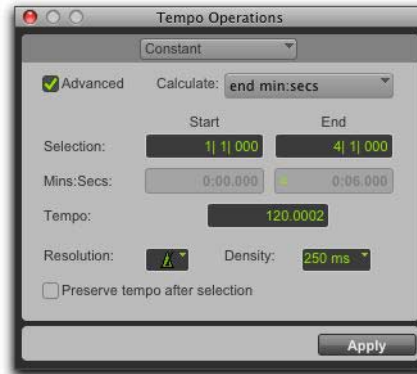 Tempo Operations
Constant
Advanced Calculate: end min:secs
Start End
Selection: 1| 1| 000 4| 1| 000
Mins:Secs: 0:00.000 0:06.000
Tempo: 120.0002
Resolution: Density: 250 ms
Preserve tempo after selection
Apply